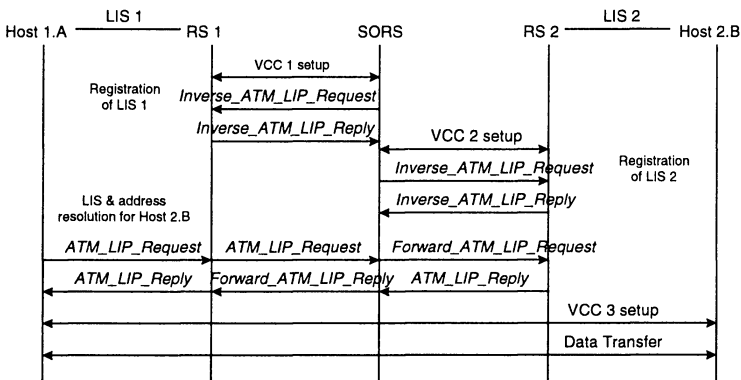 LIS 1
LIS 2
Host 1.A
RS 1
SORS
RS 2
Host 2.B
VCC 1 setup
Registration
of LIS 1
Inverse_ATM_LIP_Request
Inverse_ATM_LIP_Reply
VCC 2 setup
Inverse_ATM_LIP_Request
Registration
of LIS 2
Inverse_ATM_LIP_Reply
LIS & address
resolution for Host 2.B
ATM_LIP_Request
ATM_LIP_Request
Forward_ATM_LIP_Request
ATM_LIP_Reply
Forward_ATM_LIP_Reply
ATM_LIP_Reply
VCC 3 setup
Data Transfer